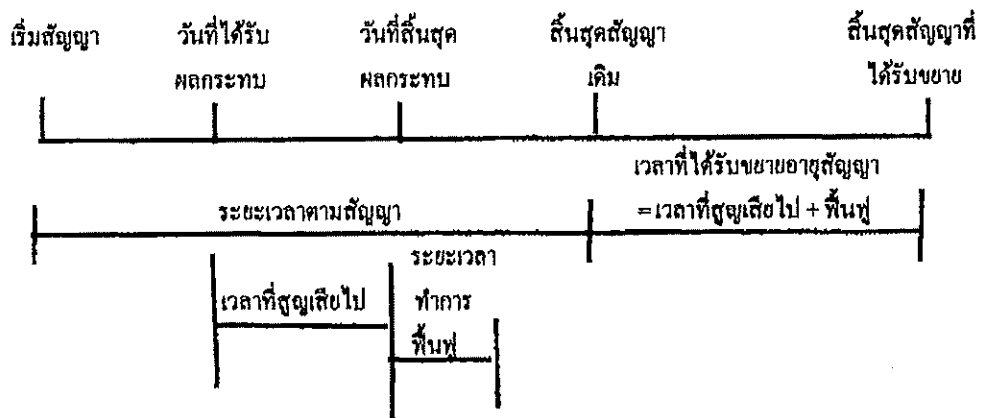 เริ่มสัญญา วันที่ได้รับ วันที่สิ้นสุด สิ้นสุดสัญญา สิ้นสุดสัญญาที่
ผลกระทบ ผลกระทบ เดิม ได้รับขยาย
เวลาที่ได้รับขยายอายุสัญญา
ระยะเวลาตามสัญญา =เวลาที่สูญเสียไป + ฟื้นฟู
ระยะเวลา
เวลาที่สูญเสียไป ทำการ
ฟื้นฟู